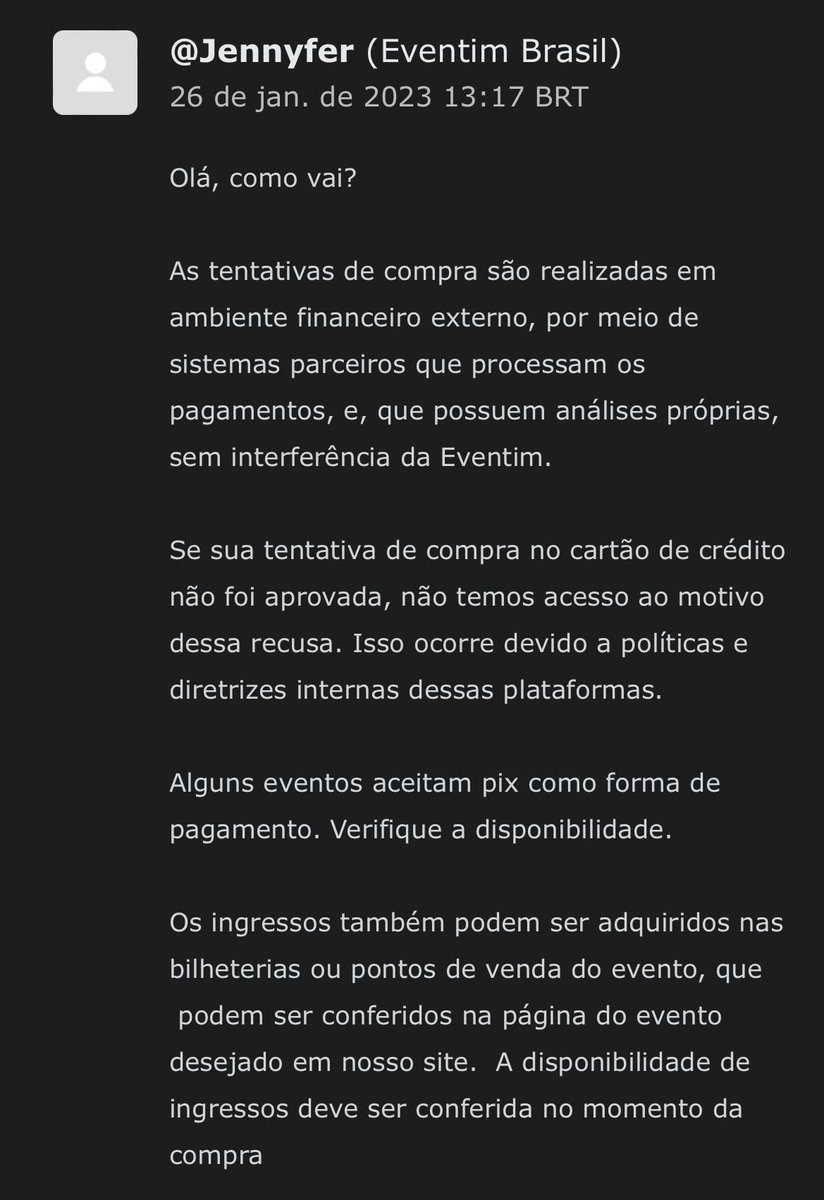 @Jennyfer (Eventim Brasil)
26 de jan. de 2023 13:17 BRT
Olá, como vai?
As tentativas de compra são realizadas em
ambiente financeiro externo, por meio de
sistemas parceiros que processam os
pagamentos, e, que possuem análises próprias,
sem interferência da Eventim.
Se sua tentativa de compra no cartão de crédito
não foi aprovada, não temos acesso ao motivo
dessa recusa. Isso ocorre devido a políticas e
diretrizes internas dessas plataformas.
Alguns eventos aceitam pix como forma de
pagamento. Verifique a disponibilidade.
Os ingressos também podem ser adquiridos nas
bilheterias ou pontos de venda do evento, que
podem ser conferidos na página do evento
desejado em nosso site.  A disponibilidade de
ingressos deve ser conferida no momento da
compra